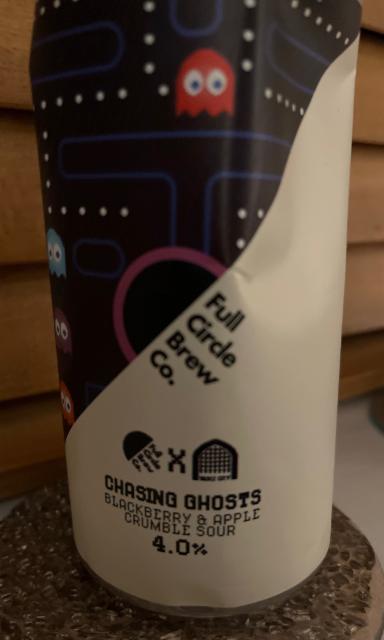 Full
Circle
Brew
Co.
X
CHASING GHOSTS
BLACKBERRY & APPLE
CRUMBLE SOUR
4.0%